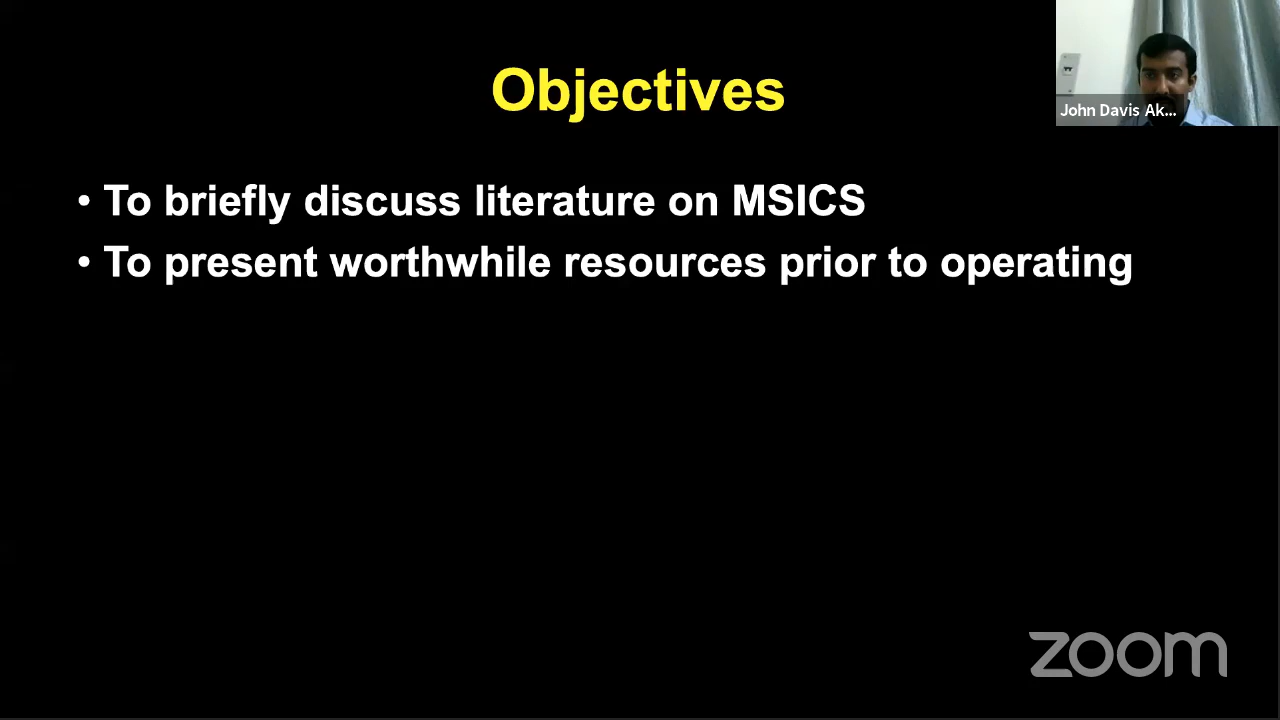 Objectives
John Davis Ak...
• To briefly discuss literature on MSICS
• To present worthwhile resources prior to operating
zoom